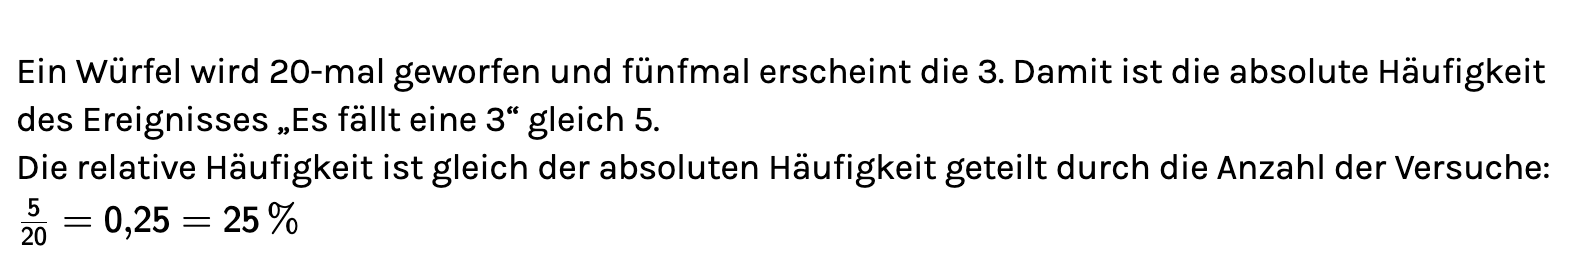 Ein Würfel wird 20-mal geworfen und fünfmal erscheint die 3. Damit ist die absolute Häufigkeit
des Ereignisses „Es fällt eine 3“ gleich 5.
Die relative Häufigkeit ist gleich der absoluten Häufigkeit geteilt durch die Anzahl der Versuche:
5/20 = 0,25 = 25 %